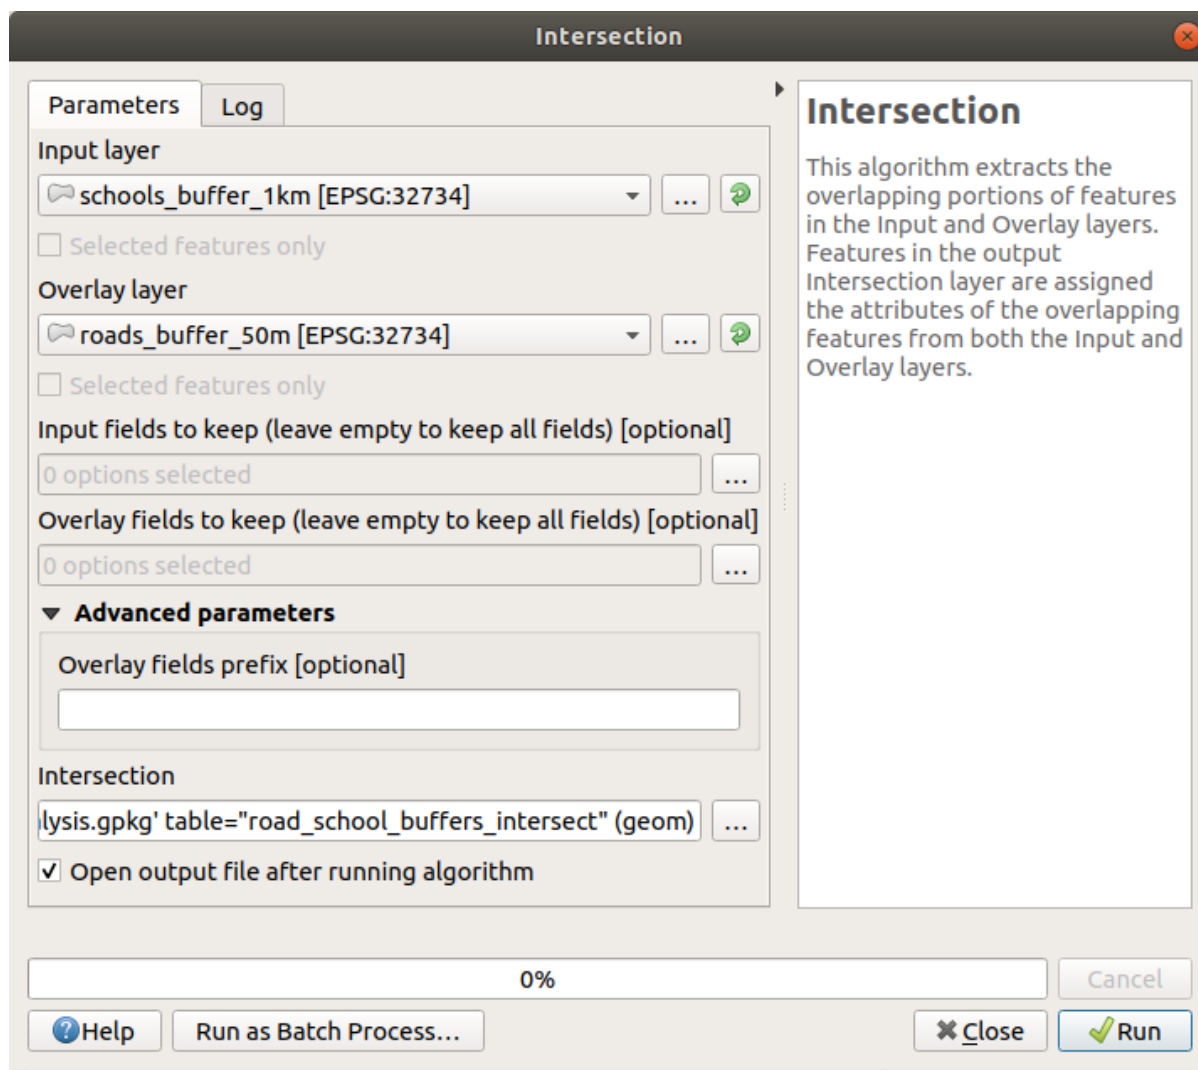 Intersection
Parameters
Log
Input layer
schools_buffer_1km [EPSG:32734]
...
Selected features only
Overlay layer
roads_buffer_50m [EPSG:32734]
...
Selected features only
Input fields to keep (leave empty to keep all fields) [optional]
0 options selected
...
Overlay fields to keep (leave empty to keep all fields) [optional]
0 options selected
...
Advanced parameters
Overlay fields prefix [optional]
Intersection
lysis.gpkg' table="road_school_buffers_intersect" (geom)
...
Open output file after running algorithm
Intersection
This algorithm extracts the
overlapping portions of features
in the Input and Overlay layers.
Features in the output
Intersection layer are assigned
the attributes of the overlapping
features from both the Input and
Overlay layers.
0%
Cancel
Help
Run as Batch Process...
Close
Run